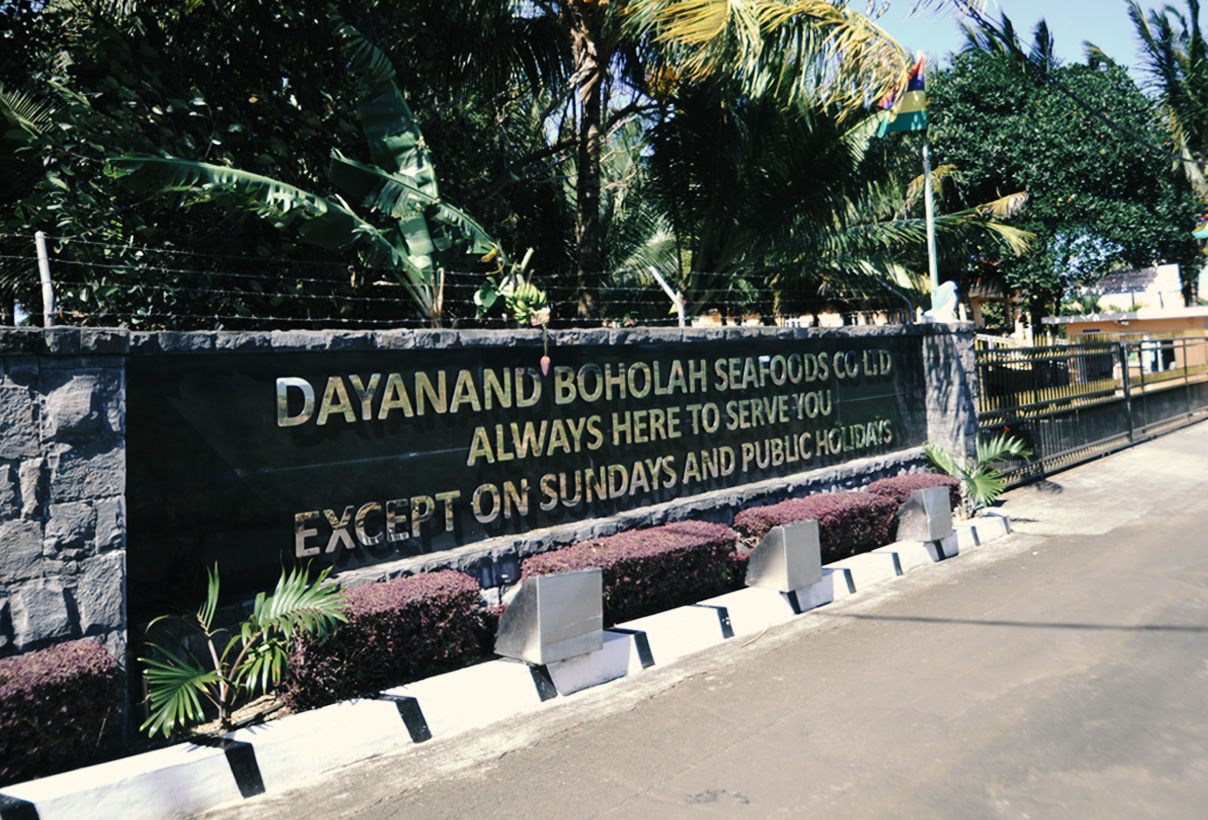 DAYANAND BOHOLAH SEAFOODS CO LTD
ALWAYS HERE TO SERVE YOU
EXCEPT ON SUNDAYS AND PUBLIC HOLIDAYS